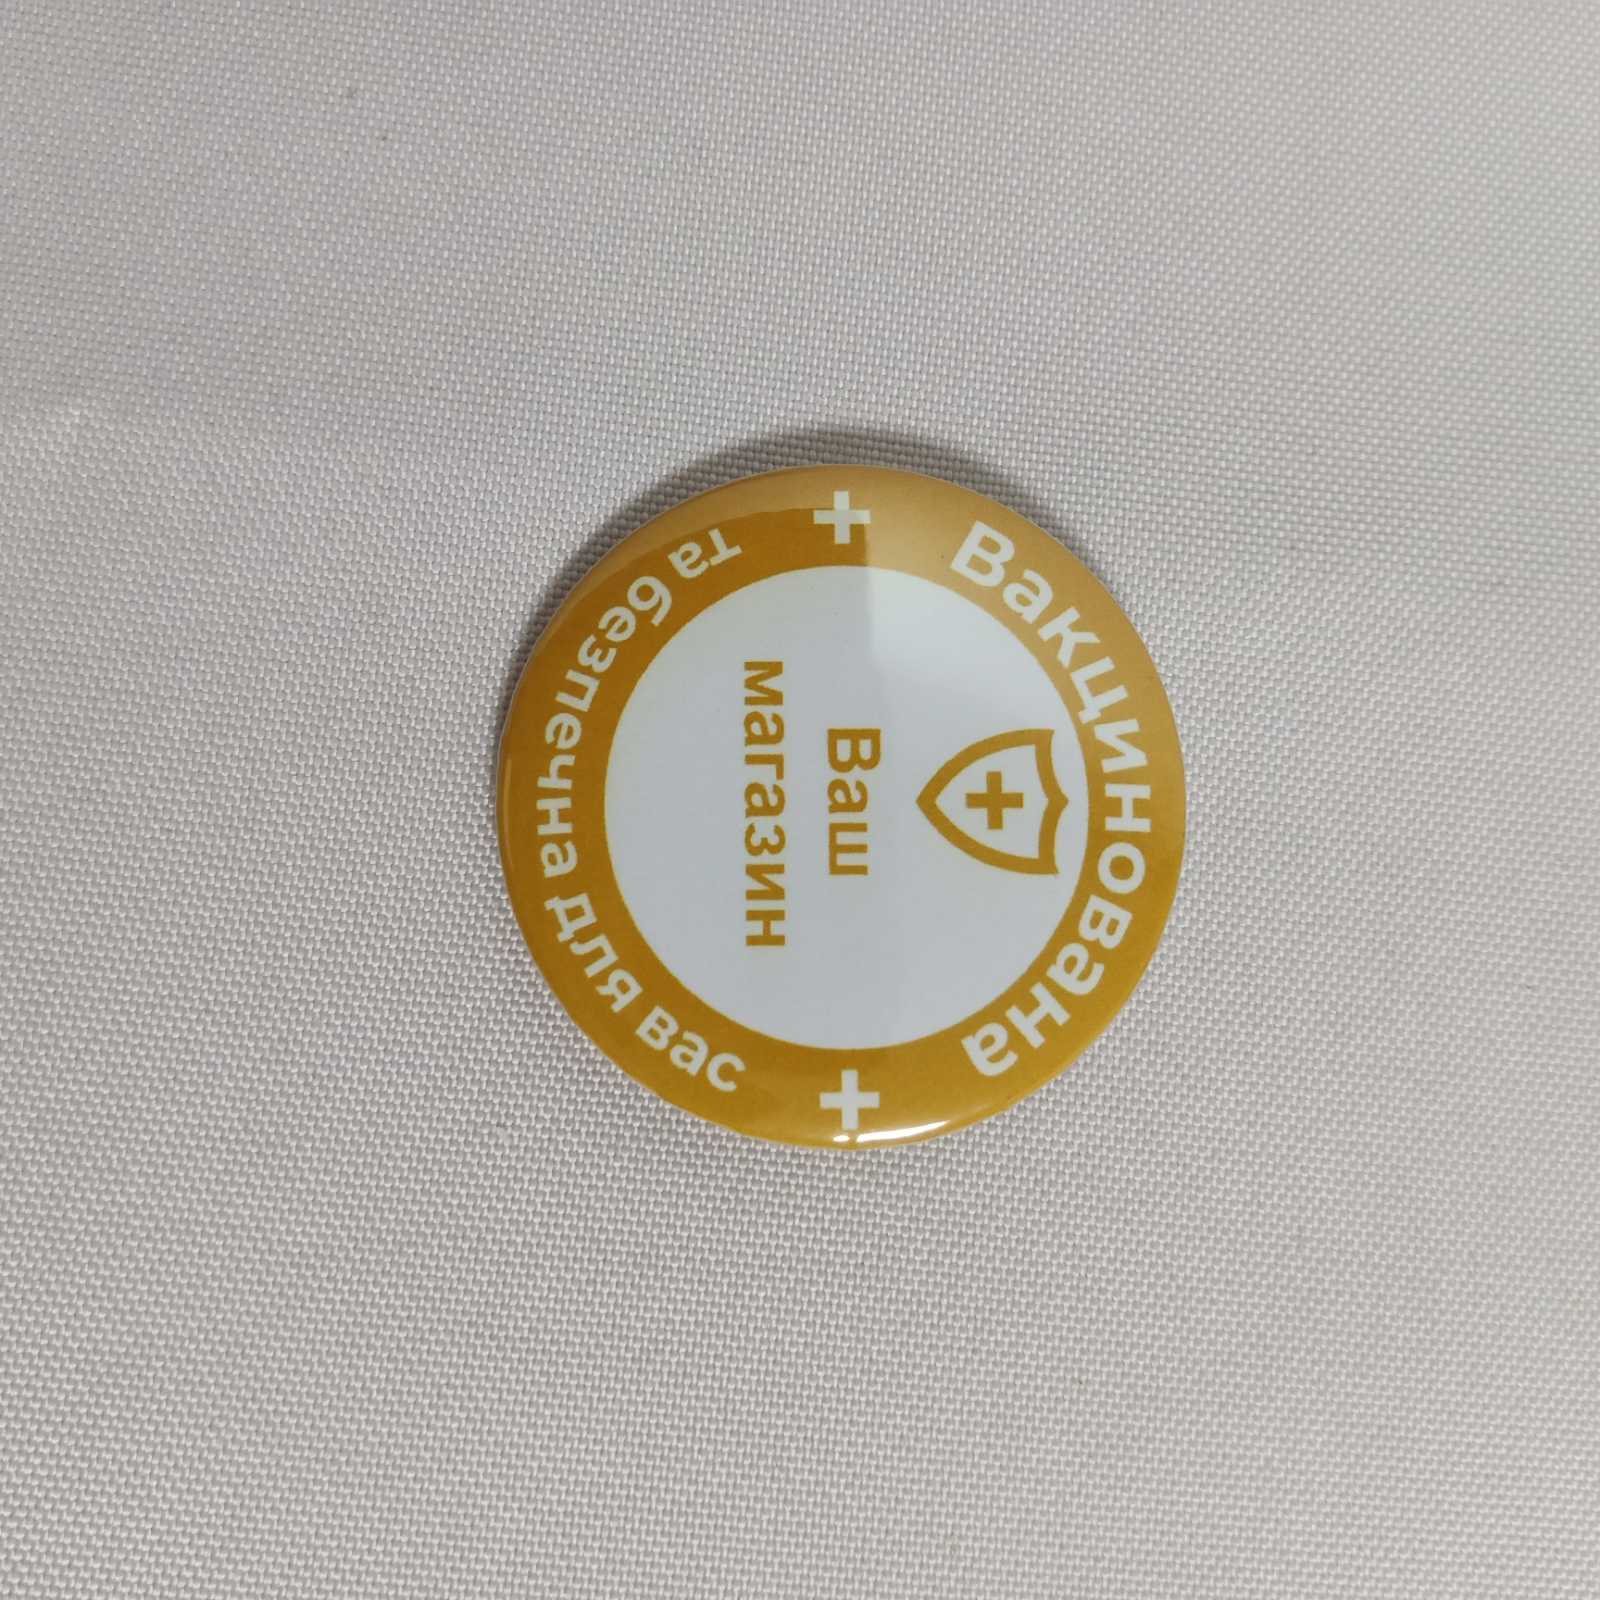 Вакцинована
Ваш
магазин
та безпечна для вас